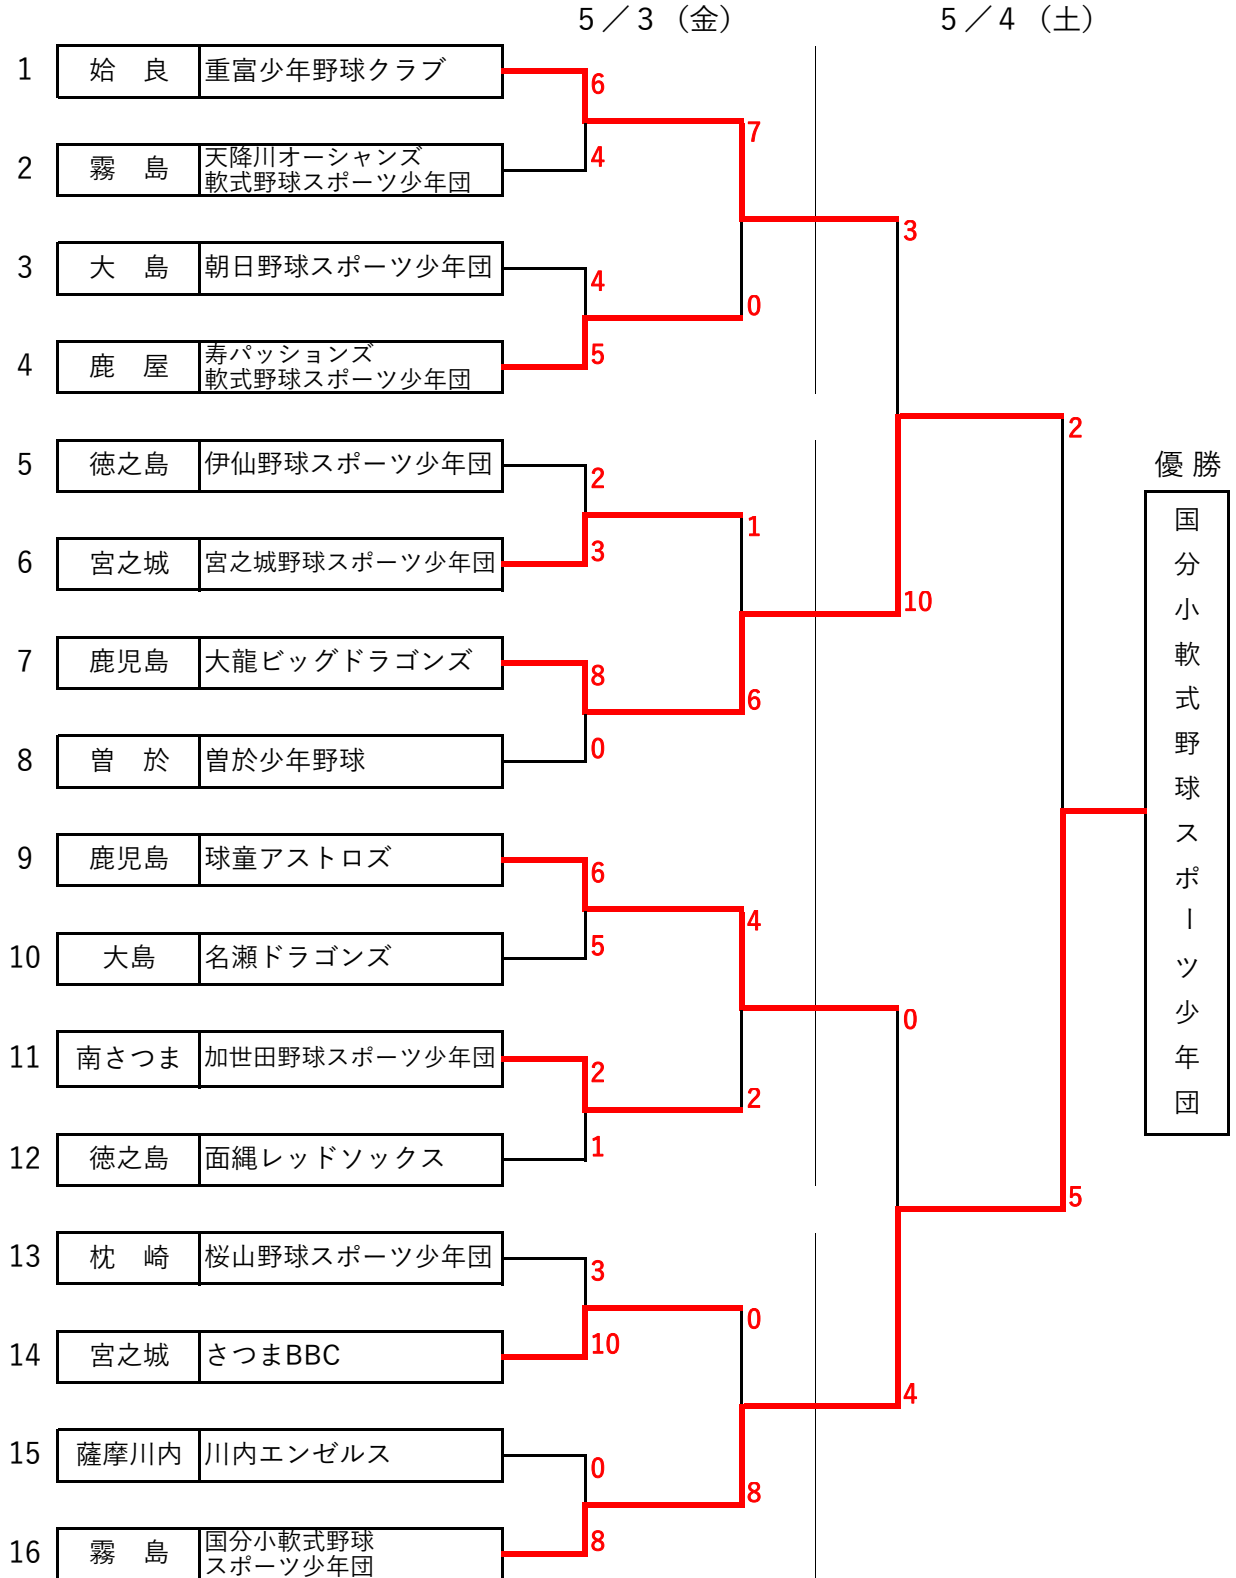 5／3（金）
5／4（土）
1 姶　良 重富少年野球クラブ
6
7
2 霧　島 天降川オーシャンズ
軟式野球スポーツ少年団
4
3
3 大　島 朝日野球スポーツ少年団
4
0
4 鹿　屋 寿パッションズ
軟式野球スポーツ少年団
5
2
5 徳之島 伊仙野球スポーツ少年団
2
1
6 宮之城 宮之城野球スポーツ少年団
3
10
7 鹿児島 大龍ビッグドラゴンズ
8
6
8 曽　於 曽於少年野球
0
9 鹿児島 球童アストロズ
6
4
10 大島 名瀬ドラゴンズ
5
0
11 南さつま 加世田野球スポーツ少年団
2
2
12 徳之島 面縄レッドソックス
1
5
13 枕　崎 桜山野球スポーツ少年団
3
0
14 宮之城 さつまBBC
10
4
15 薩摩川内 川内エンゼルス
0
8
16 霧　島 国分小軟式野球
スポーツ少年団
8
優 勝
国分小軟式野球スポーツ少年団